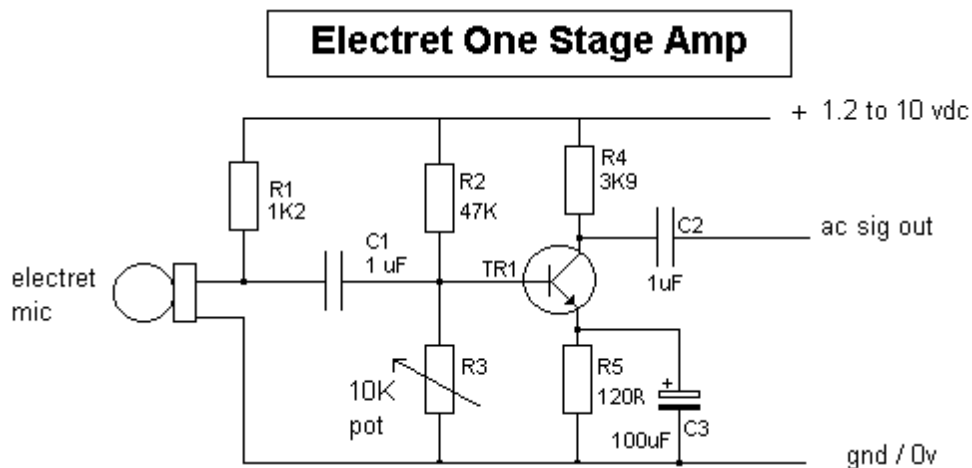 Electret One Stage Amp
+ 1.2 to 10 vdc
R1
1K2
R2
47K
R4
3K9
C1
1 uF
C2
1uF
ac sig out
TR1
electret
mic
R3
10K
pot
R5
120R
+
100uF
C3
gnd / 0v